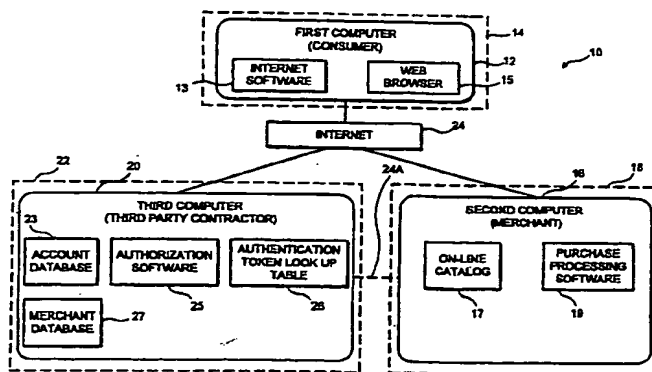 FIRST COMPUTER
(CONSUMER)
14
10
12
INTERNET
SOFTWARE
WEB
BROWSER
13
15
INTERNET
24
22
20
24A
16
18
THIRD COMPUTER
(THIRD PARTY CONTRACTOR)
SECOND COMPUTER
(MERCHANT)
23
ACCOUNT
DATABASE
AUTHORIZATION
SOFTWARE
AUTHENTICATION
TOKEN LOOK UP
TABLE
ON-LINE
CATALOG
PURCHASE
PROCESSING
SOFTWARE
25
26
17
19
MERCHANT
DATABASE
27